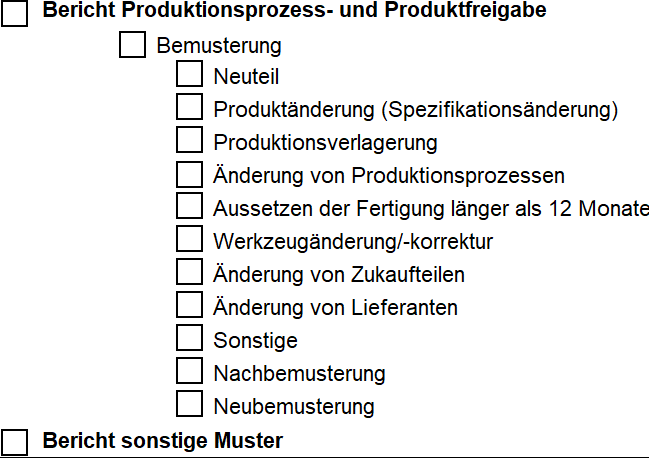 Bericht Produktionsprozess- und Produktfreigabe
Bemusterung
Neuteil
Produktänderung (Spezifikationsänderung)
Produktionsverlagerung
Änderung von Produktionsprozessen
Aussetzen der Fertigung länger als 12 Monate
Werkzeugänderung/-korrektur
Änderung von Zukaufteilen
Änderung von Lieferanten
Sonstige
Nachbemusterung
Neubemusterung
Bericht sonstige Muster